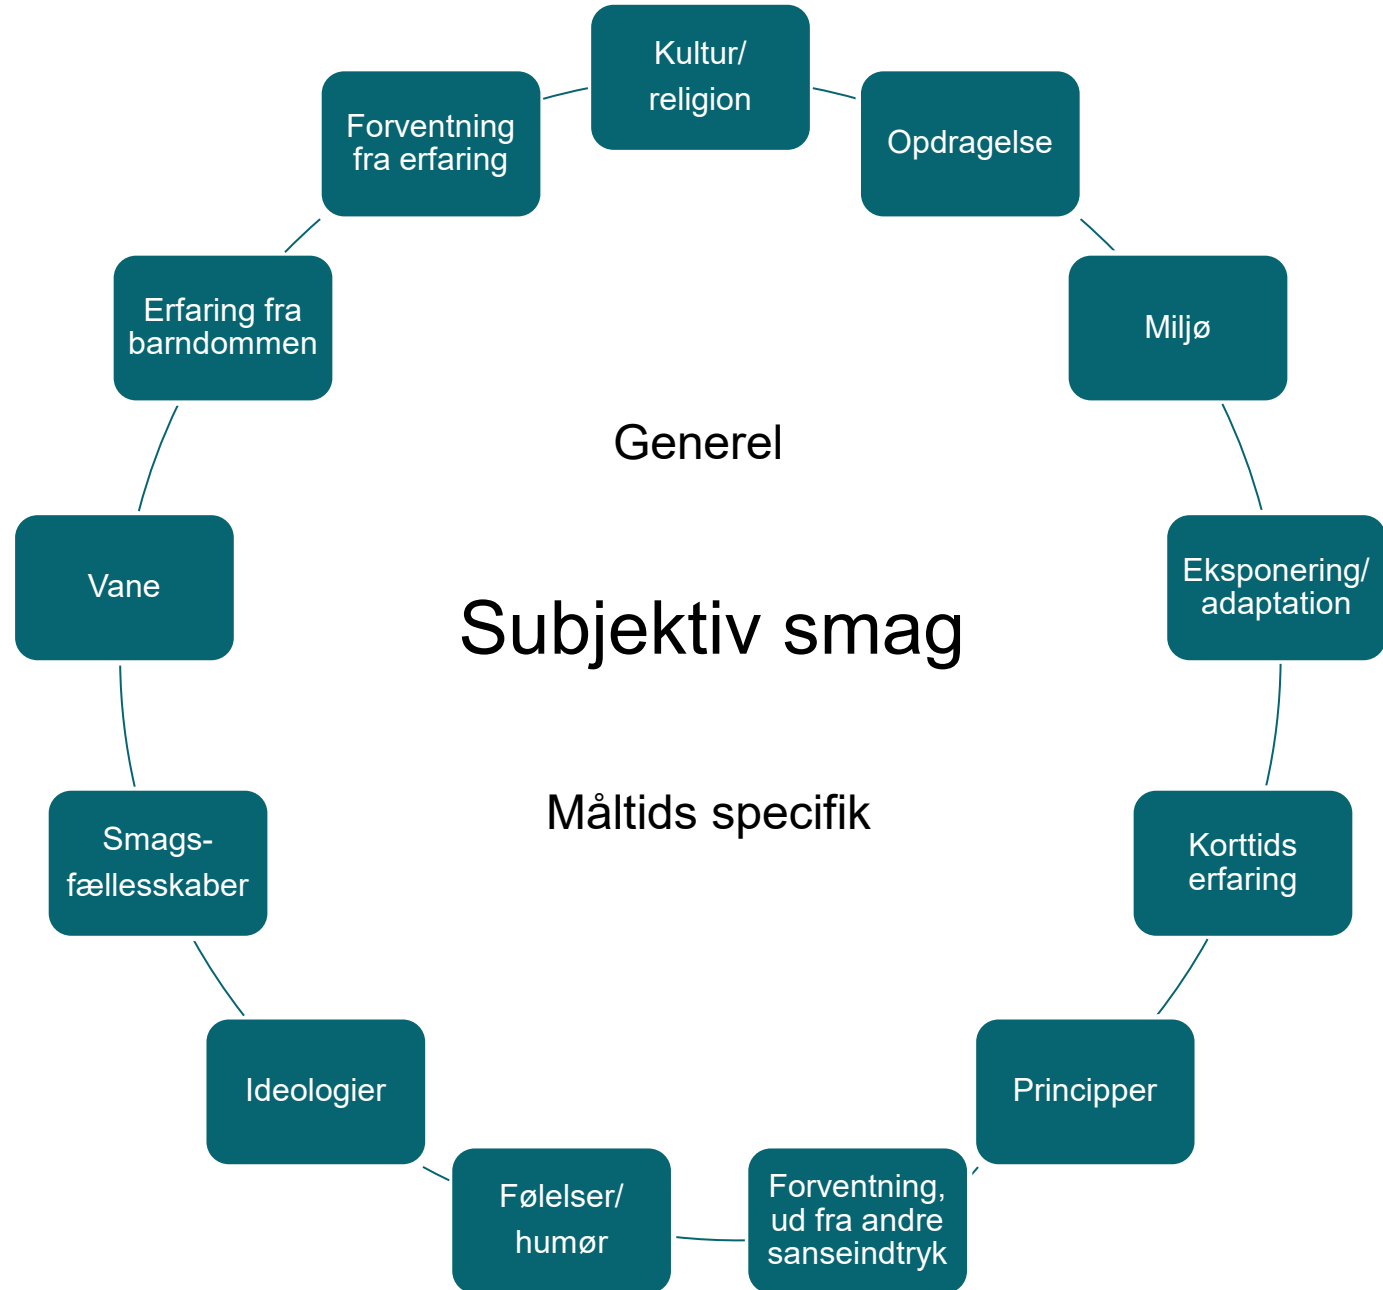 Kultur/
religion
Opdragelse
Miljø
Eksponering/
adaptation
Korttids
erfaring
Principper
Forventning,
ud fra andre
sanseindtryk
Følelser/
humør
Ideologier
Smags-
fællesskaber
Vane
Erfaring fra
barndommen
Forventning
fra erfaring
Generel
Subjektiv smag
Måltids specifik